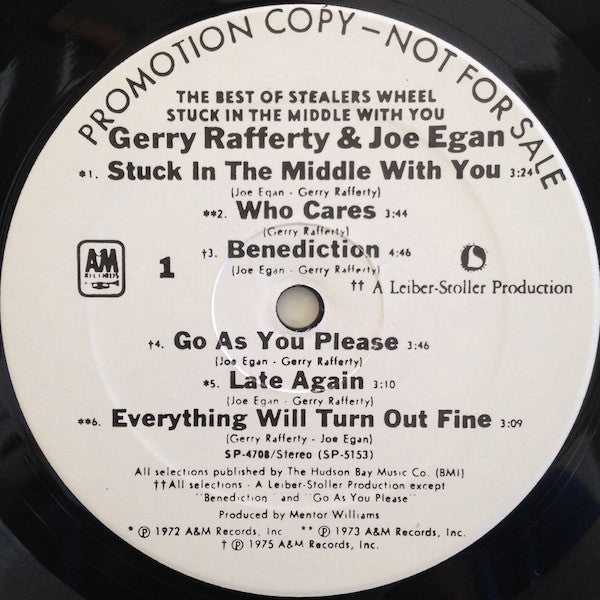 PROMOTION COPY – NOT FOR SALE
THE BEST OF STEALERS WHEEL
STUCK IN THE MIDDLE WITH YOU
Gerry Rafferty & Joe Egan
*1. Stuck In The Middle With You 3:24
(Joe Egan - Gerry Rafferty)
**2. Who Cares 3:44
(Gerry Rafferty)
†3. Benediction 4:46
(Joe Egan - Gerry Rafferty)
A&M
RECORDS
1
†† A Leiber-Stoller Production
†4. Go As You Please 3:46
(Joe Egan - Gerry Rafferty)
*5. Late Again 3:10
(Joe Egan - Gerry Rafferty)
**6. Everything Will Turn Out Fine 3:09
(Gerry Rafferty - Joe Egan)
SP-4708/Stereo (SP-5153)
All selections published by The Hudson Bay Music Co. (BMI)
††All selections - A Leiber-Stoller Production except
"Benediction" and "Go As You Please"
Produced by Mentor Williams
* ℗ 1972 A&M Records, Inc ** ℗ 1973 A&M Records, Inc.
† ℗ 1975 A&M Records, Inc.